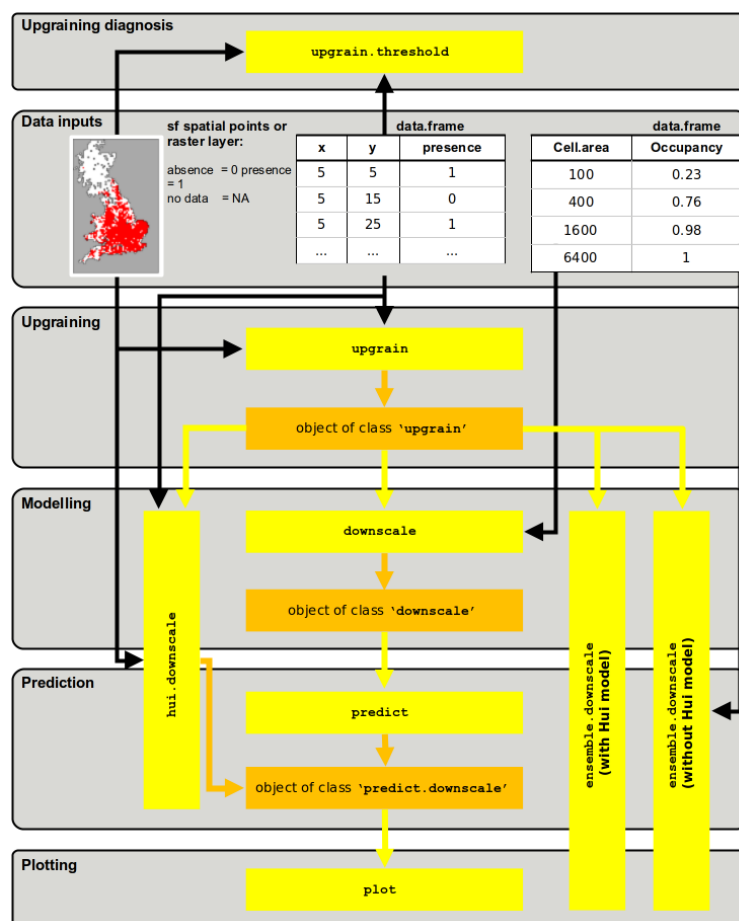 Upgraining diagnosis
upgrain.threshold
Data inputs
sf spatial points or
raster layer:
absence = 0 presence
= 1
no data = NA
data.frame
x y presence
5 5 1
5 15 0
5 25 1
... ... ...
data.frame
Cell.area Occupancy
100 0.23
400 0.76
1600 0.98
6400 1
Upgraining
upgrain
object of class ‘upgrain’
Modelling
downscale
object of class ‘downscale’
hui.downscale
ensemble.downscale
(with Hui model)
ensemble.downscale
(without Hui model)
Prediction
predict
object of class ‘predict.downscale’
Plotting
plot